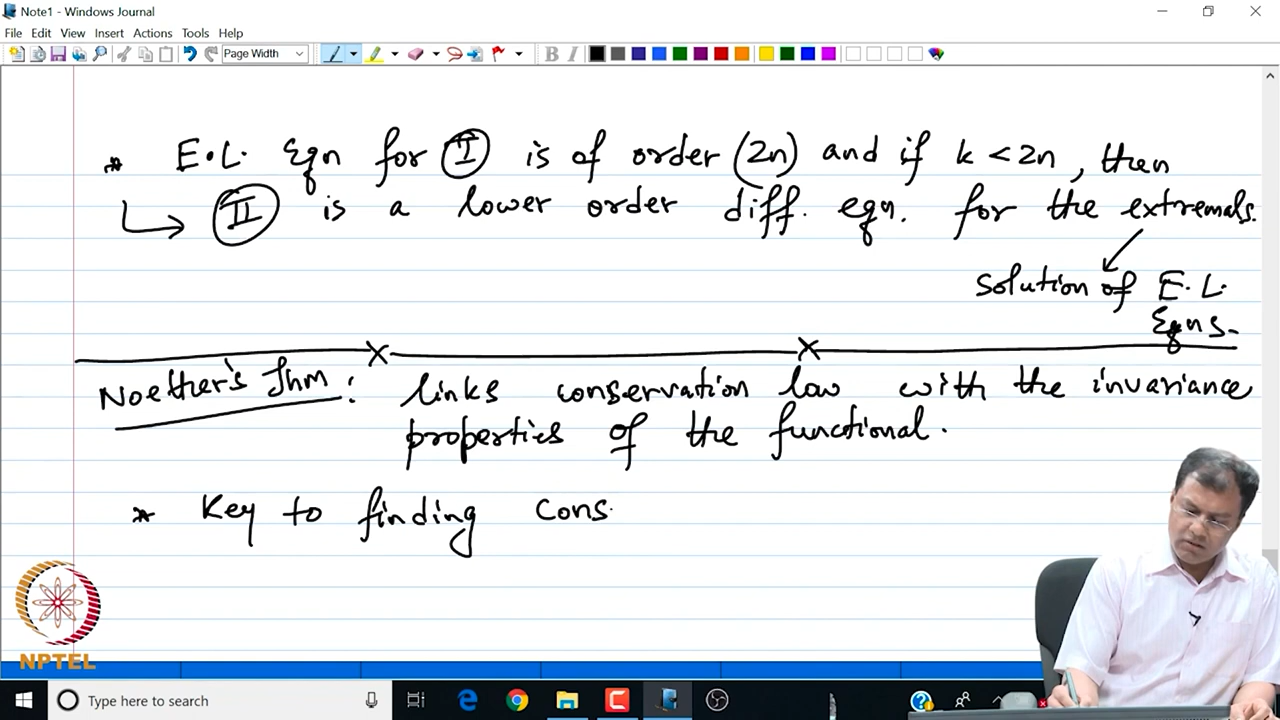 Note1 - Windows Journal
File Edit View Insert Actions Tools Help
Page Width
B I
* E.L. Eqn for I is of order (2n) and if k < 2n, then
II is a lower order diff. eqn. for the extremals.
Solution of E.L.
Eqns.
Noether's Thm: links conservation law with the invariance
properties of the functional.
* Key to finding cons
NPTEL
Type here to search